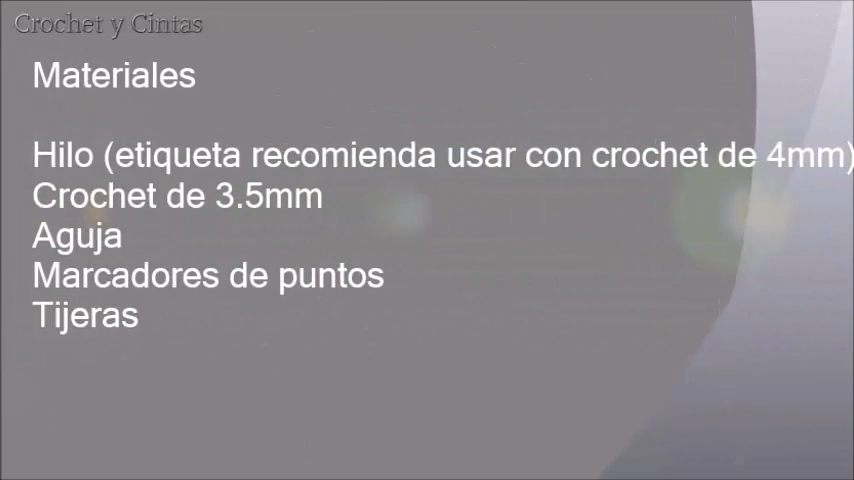 Crochet y Cintas
Materiales
Hilo (etiqueta recomienda usar con crochet de 4mm)
Crochet de 3.5mm
Aguja
Marcadores de puntos
Tijeras